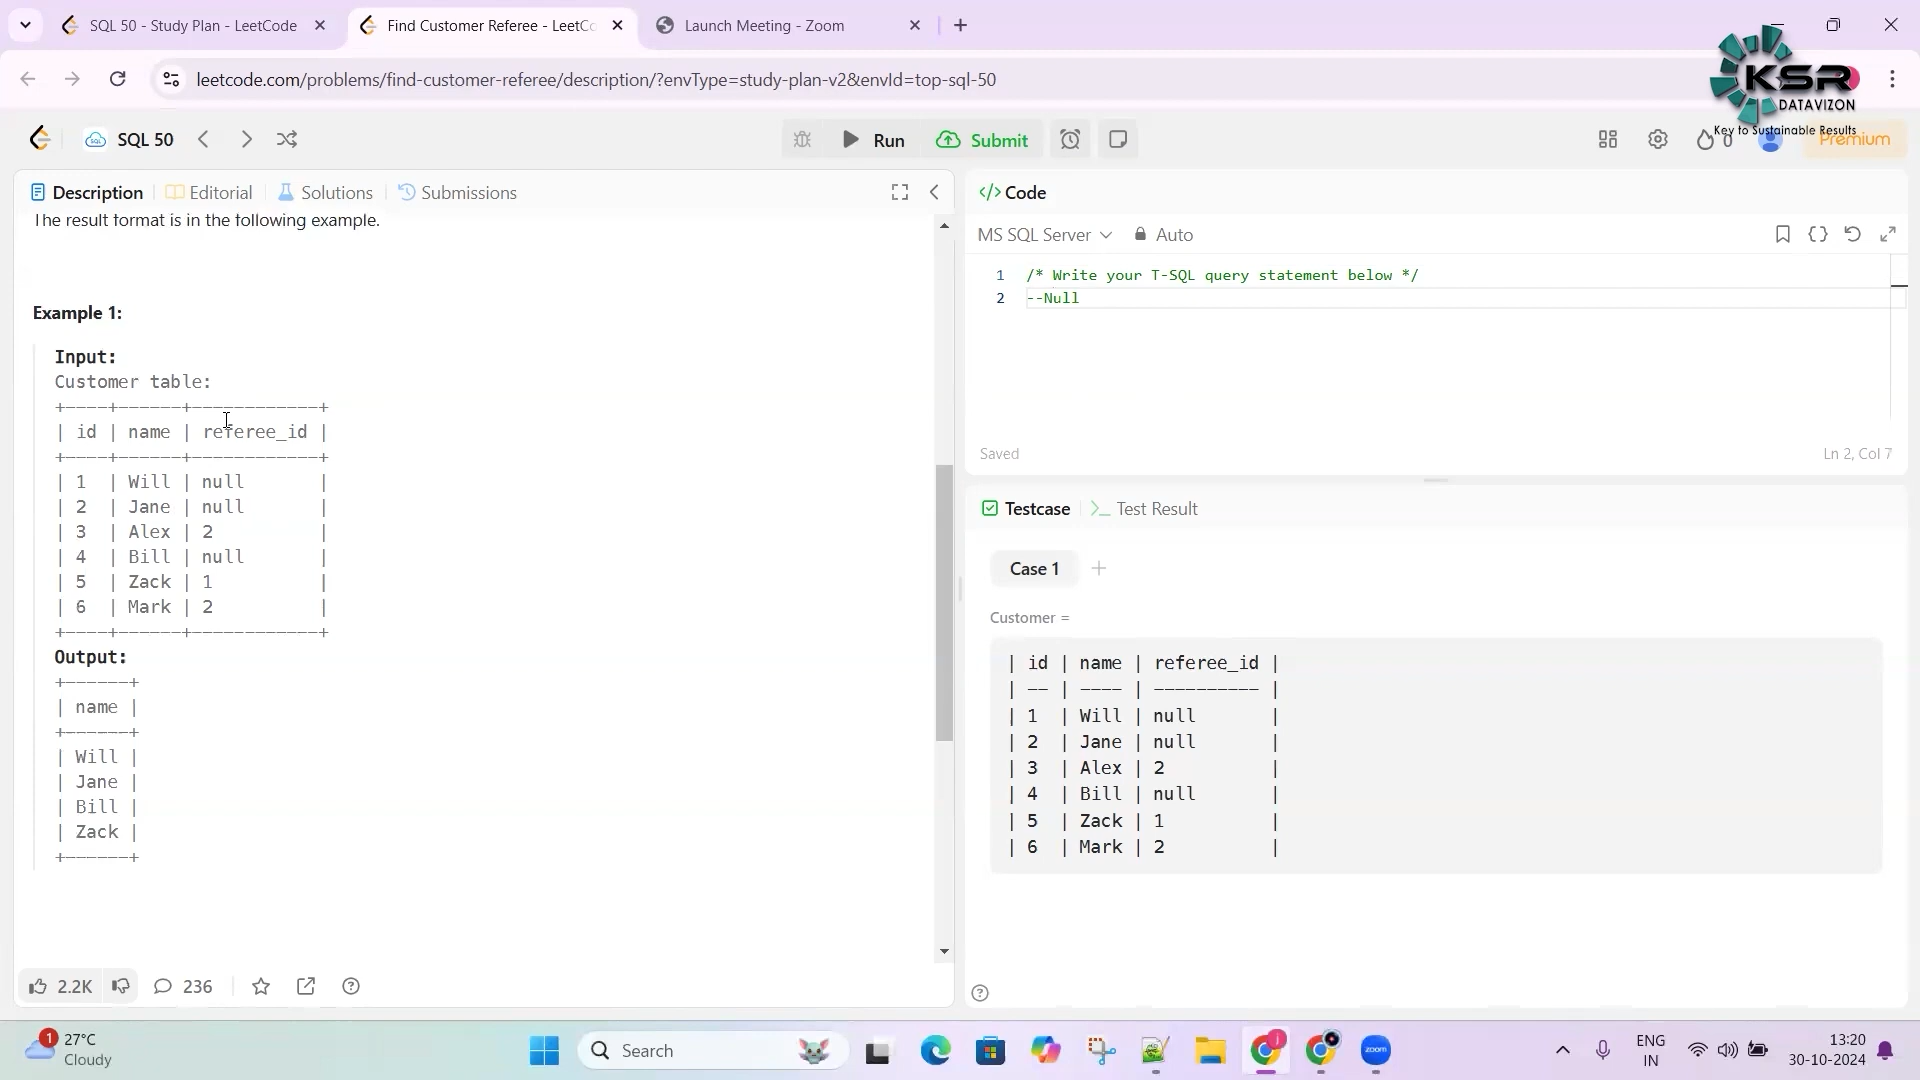 SQL 50 - Study Plan - LeetCode
Find Customer Referee - LeetCo
Launch Meeting - Zoom
leetcode.com/problems/find-customer-referee/description/?envType=study-plan-v2&envId=top-sql-50
KSR
DATAVIZON
Key to Sustainable Results
SQL 50
Run
Submit
0
Premium
Description
Editorial
Solutions
Submissions
The result format is in the following example.
Example 1:
Input:
Customer table:
+----+------+------------+
| id | name | referee_id |
+----+------+------------+
| 1  | Will | null       |
| 2  | Jane | null       |
| 3  | Alex | 2          |
| 4  | Bill | null       |
| 5  | Zack | 1          |
| 6  | Mark | 2          |
+----+------+------------+
Output:
+------+
| name |
+------+
| Will |
| Jane |
| Bill |
| Zack |
+------+
2.2K
236
</> Code
MS SQL Server
Auto
1 /* Write your T-SQL query statement below */
2 --Null
Saved
Ln 2, Col 7
Testcase
Test Result
Case 1
Customer =
| id | name | referee_id |
| -- | ---- | ---------- |
| 1  | Will | null       |
| 2  | Jane | null       |
| 3  | Alex | 2          |
| 4  | Bill | null       |
| 5  | Zack | 1          |
| 6  | Mark | 2          |
1
27°C
Cloudy
Search
zoom
ENG
IN
13:20
30-10-2024